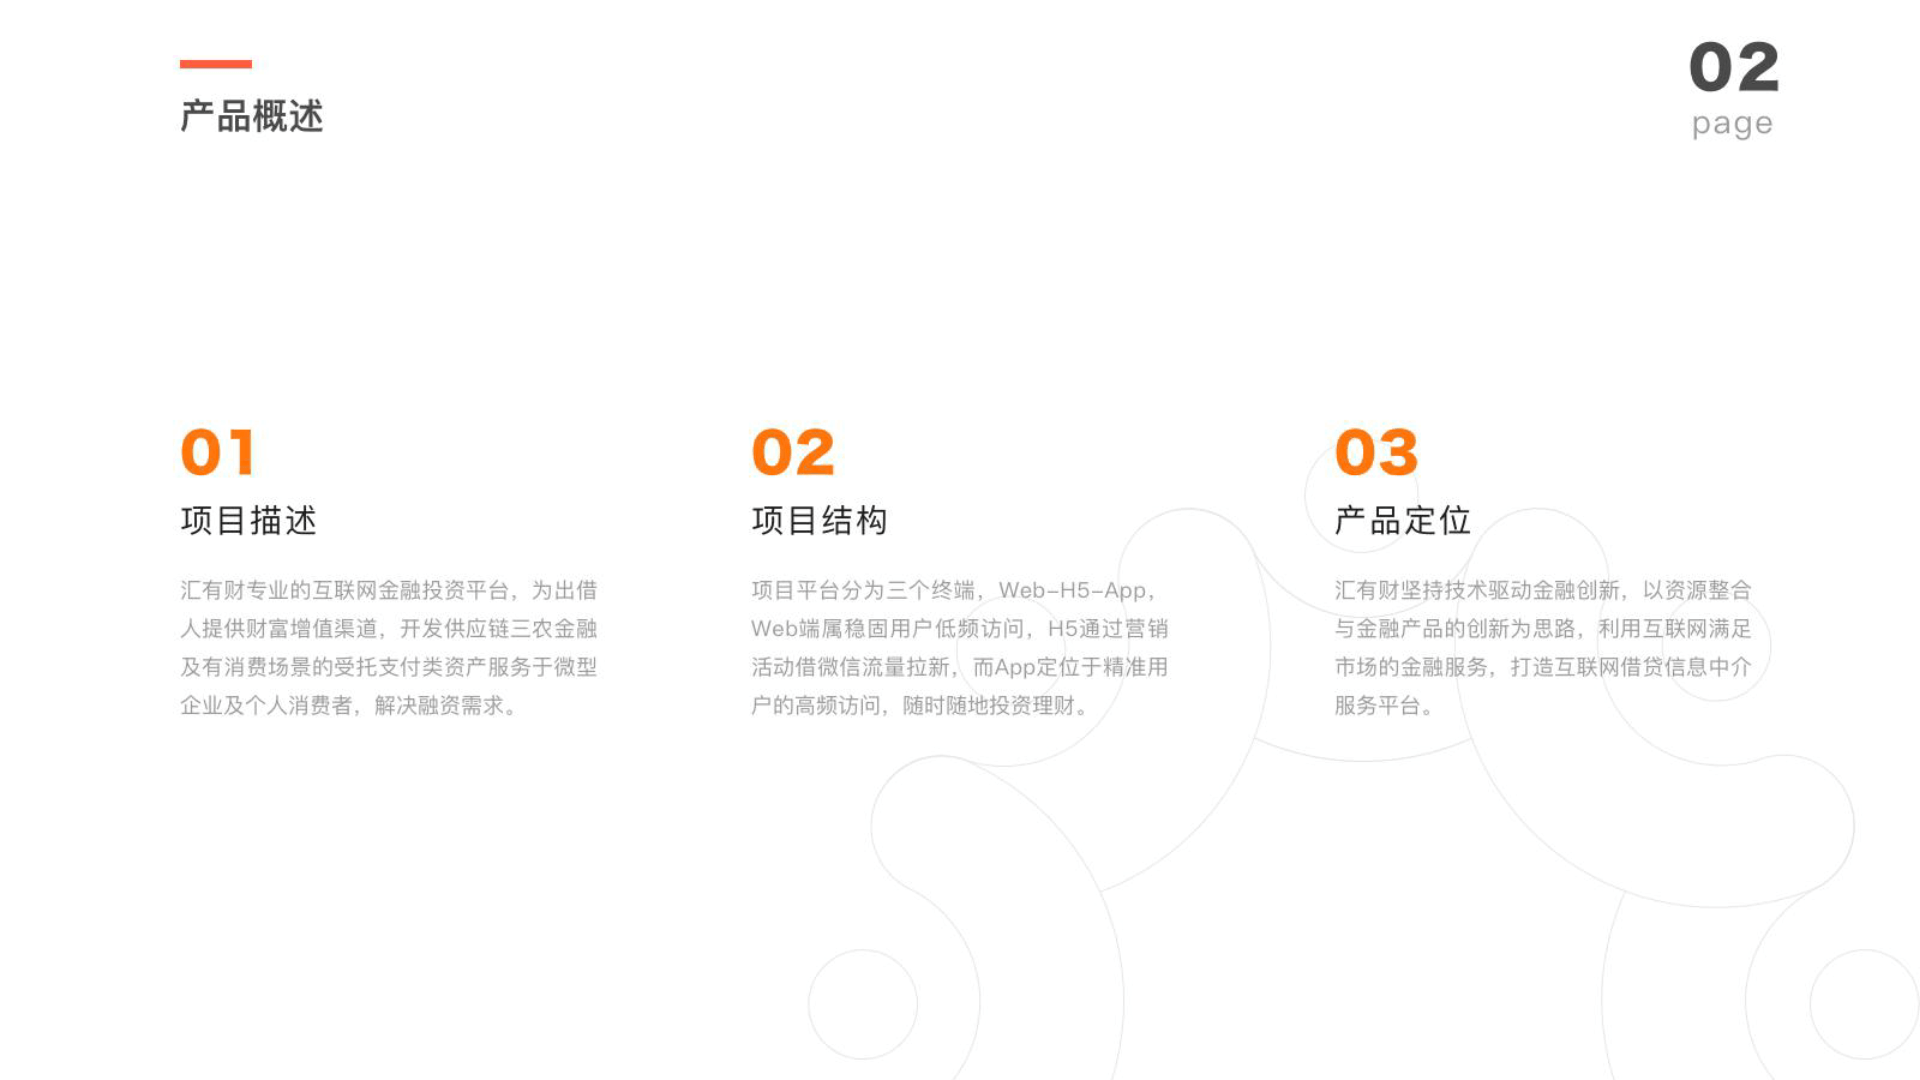 产品概述
02
page
01
项目描述
汇有财专业的互联网金融投资平台，为出借
人提供财富增值渠道，开发供应链三农金融
及有消费场景的受托支付类资产服务于微型
企业及个人消费者，解决融资需求。
02
项目结构
项目平台分为三个终端，Web-H5-App，
Web端属稳固用户低频访问，H5通过营销
活动借微信流量拉新，而App定位于精准用
户的高频访问，随时随地投资理财。
03
产品定位
汇有财坚持技术驱动金融创新，以资源整合
与金融产品的创新为思路，利用互联网满足
市场的金融服务，打造互联网借贷信息中介
服务平台。